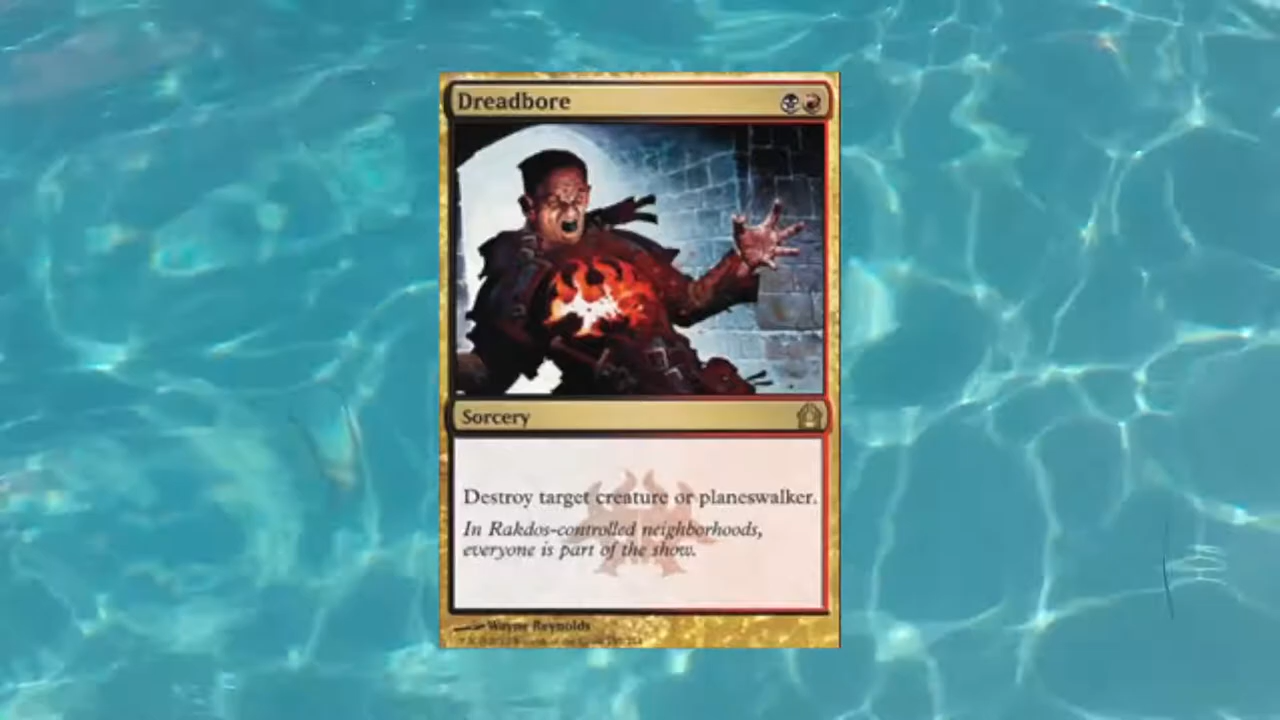 Dreadbore
Sorcery
Destroy target creature or planeswalker.
In Rakdos-controlled neighborhoods,
everyone is part of the show.
Wayne Reynolds